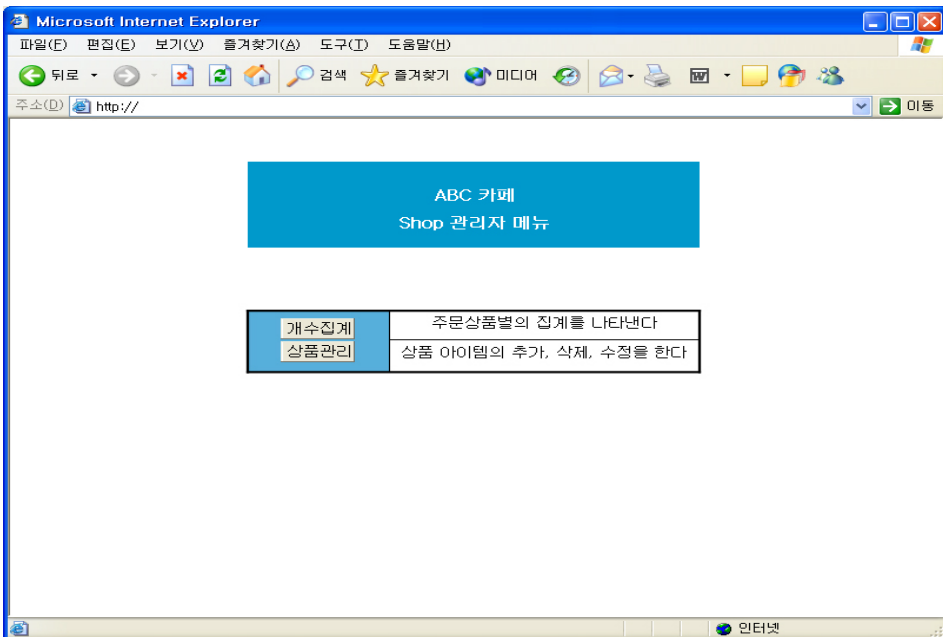 Microsoft Internet Explorer
파일(F) 편집(E) 보기(V) 즐겨찾기(A) 도구(T) 도움말(H)
뒤로 검색 즐겨찾기 미디어 W
주소(D) http:// 이동
ABC 카페
Shop 관리자 메뉴
개수집계 주문상품별의 집계를 나타낸다
상품관리 상품 아이템의 추가, 삭제, 수정을 한다
인터넷